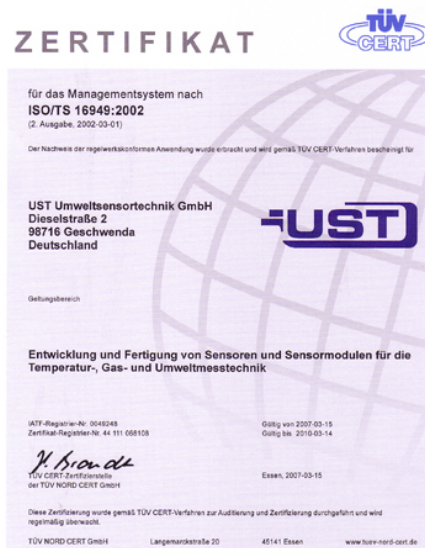 TÜV
CERT
ZERTIFIKAT
für das Managementsystem nach
ISO/TS 16949:2002
(2. Ausgabe, 2002-03-01)
Der Nachweis der regelwerkskonformen Anwendung wurde erbracht und wird gemäß TÜV CERT-Verfahren bescheinigt für
UST Umweltsensortechnik GmbH
Dieselstraße 2
98716 Geschwenda
Deutschland
UST
Geltungsbereich
Entwicklung und Fertigung von Sensoren und Sensormodulen für die
Temperatur-, Gas- und Umweltmesstechnik
IATF-Registrier-Nr. 0046248
Zertifikat-Registrier-Nr. 44 111 068108
Gültig von 2007-03-15
Gültig bis 2010-03-14
TÜV CERT-Zertifizierstelle
der TÜV NORD CERT GmbH
Essen, 2007-03-15
Diese Zertifizierung wurde gemäß TÜV CERT-Verfahren zur Auditierung und Zertifizierung durchgeführt und wird
regelmäßig überwacht.
TÜV NORD CERT GmbH Langemarckstraße 20 45141 Essen www.tuev-nord-cert.de